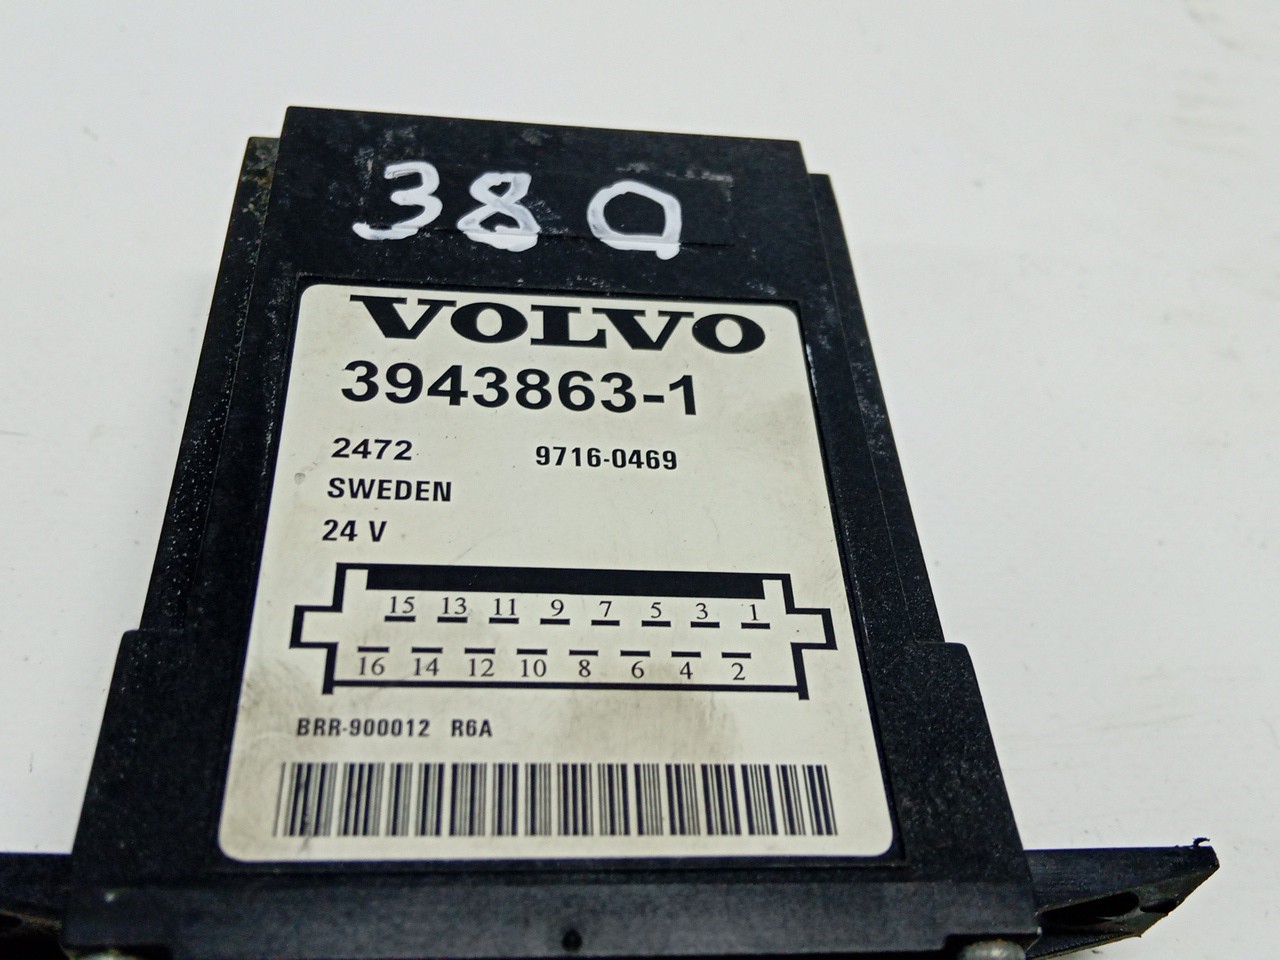 380
VOLVO
3943863-1
2472 9716-0469
SWEDEN
24 V
15 13 11 9 7 5 3 1
16 14 12 10 8 6 4 2
BRR-900012 R6A